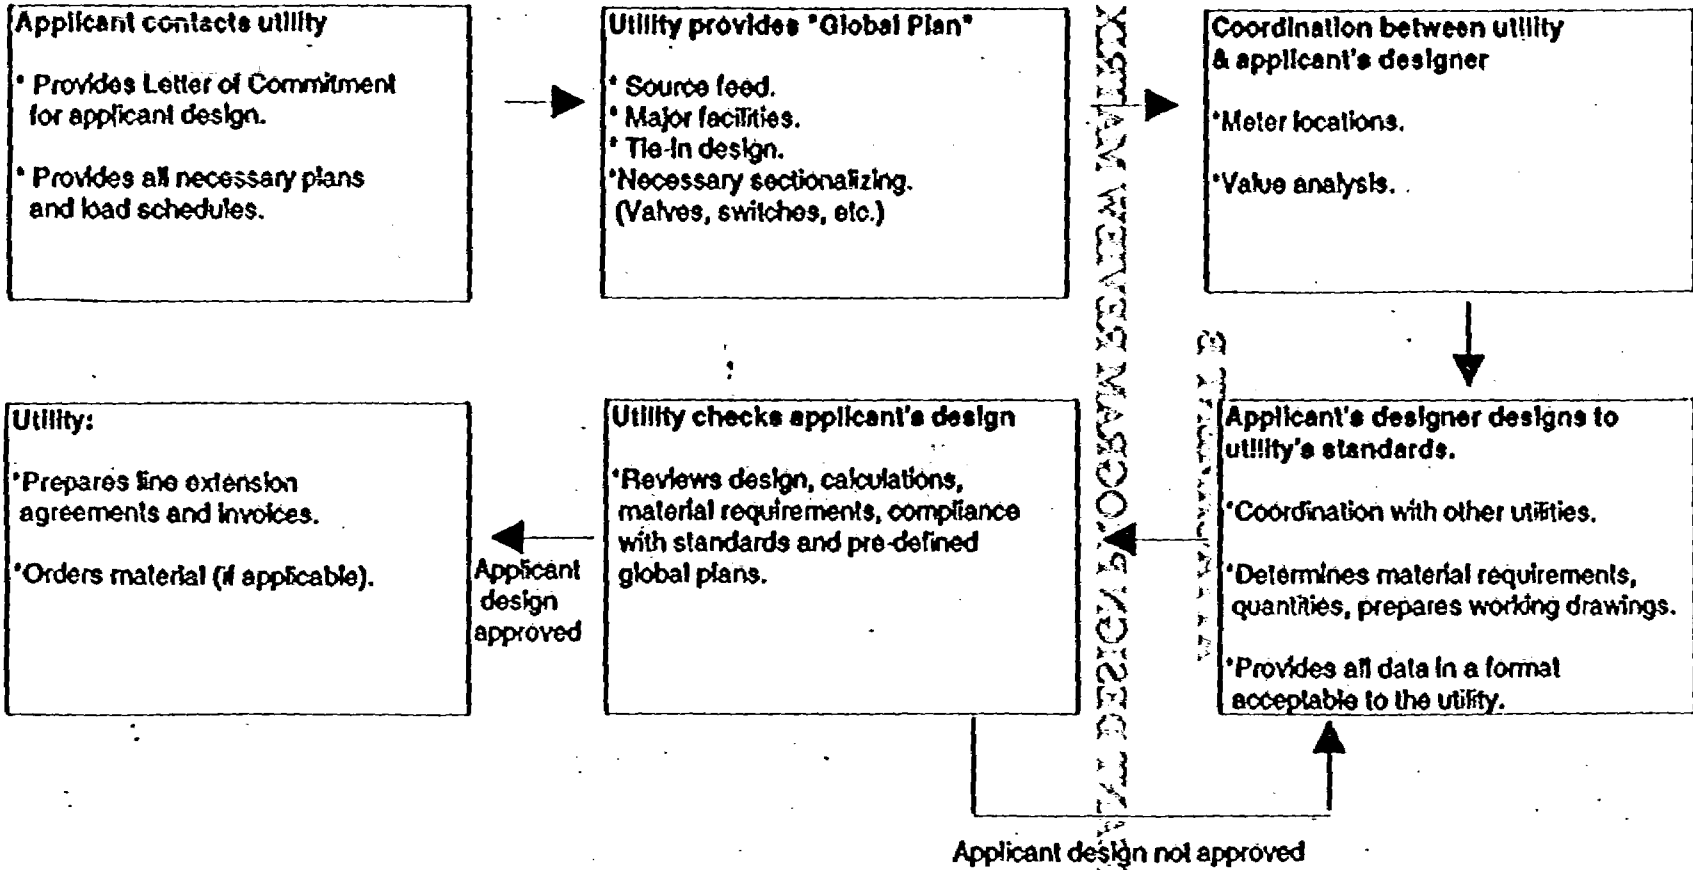 Applicant contacts utility
* Provides Letter of Commitment
for applicant design.
* Provides all necessary plans
and load schedules.
Utility provides "Global Plan"
* Source feed.
* Major facilities.
* Tie-in design.
*Necessary sectionalizing.
(Valves, switches, etc.)
Coordination between utility
& applicant's designer
*Meter locations.
*Value analysis.
Applicant's designer designs to
utility's standards.
*Coordination with other utilities.
*Determines material requirements,
quantities, prepares working drawings.
*Provides all data in a format
acceptable to the utility.
Utility checks applicant's design
*Reviews design, calculations,
material requirements, compliance
with standards and pre-defined
global plans.
Applicant
design
approved
Utility:
*Prepares line extension
agreements and invoices.
*Orders material (if applicable).
Applicant design not approved